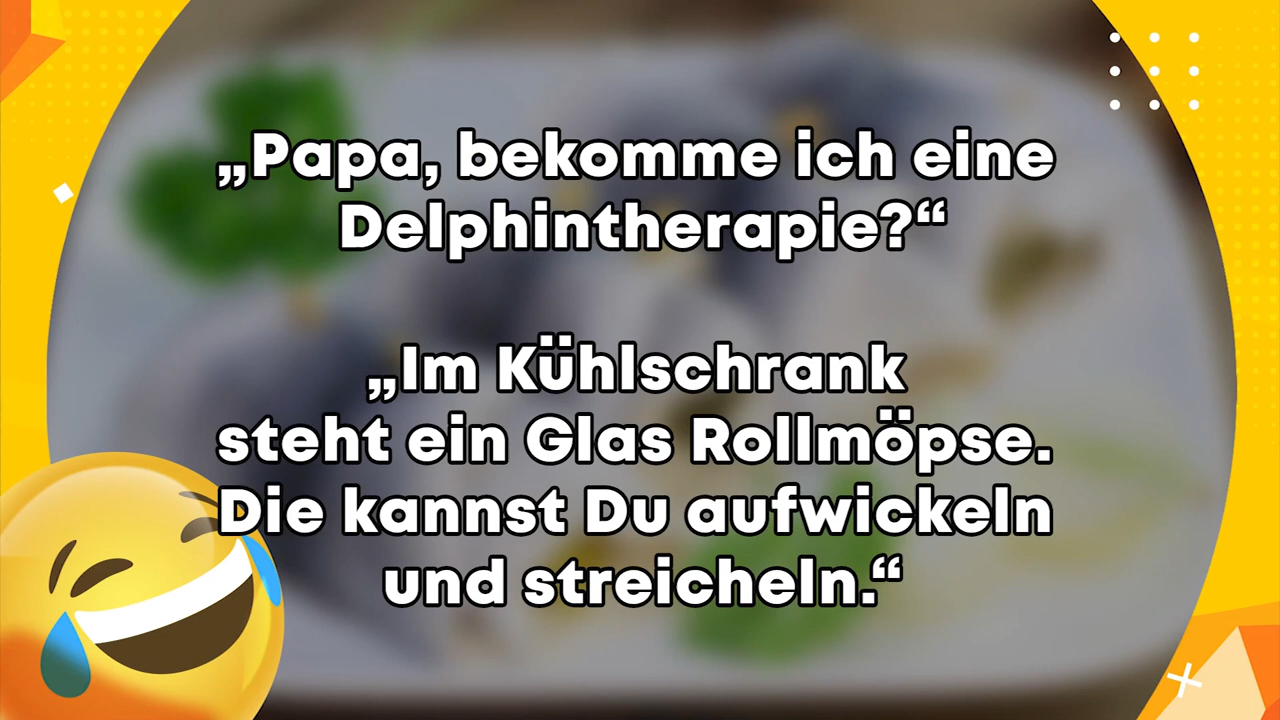 „Papa, bekomme ich eine
Delphintherapie?“
„Im Kühlschrank
steht ein Glas Rollmöpse.
Die kannst Du aufwickeln
und streicheln.“